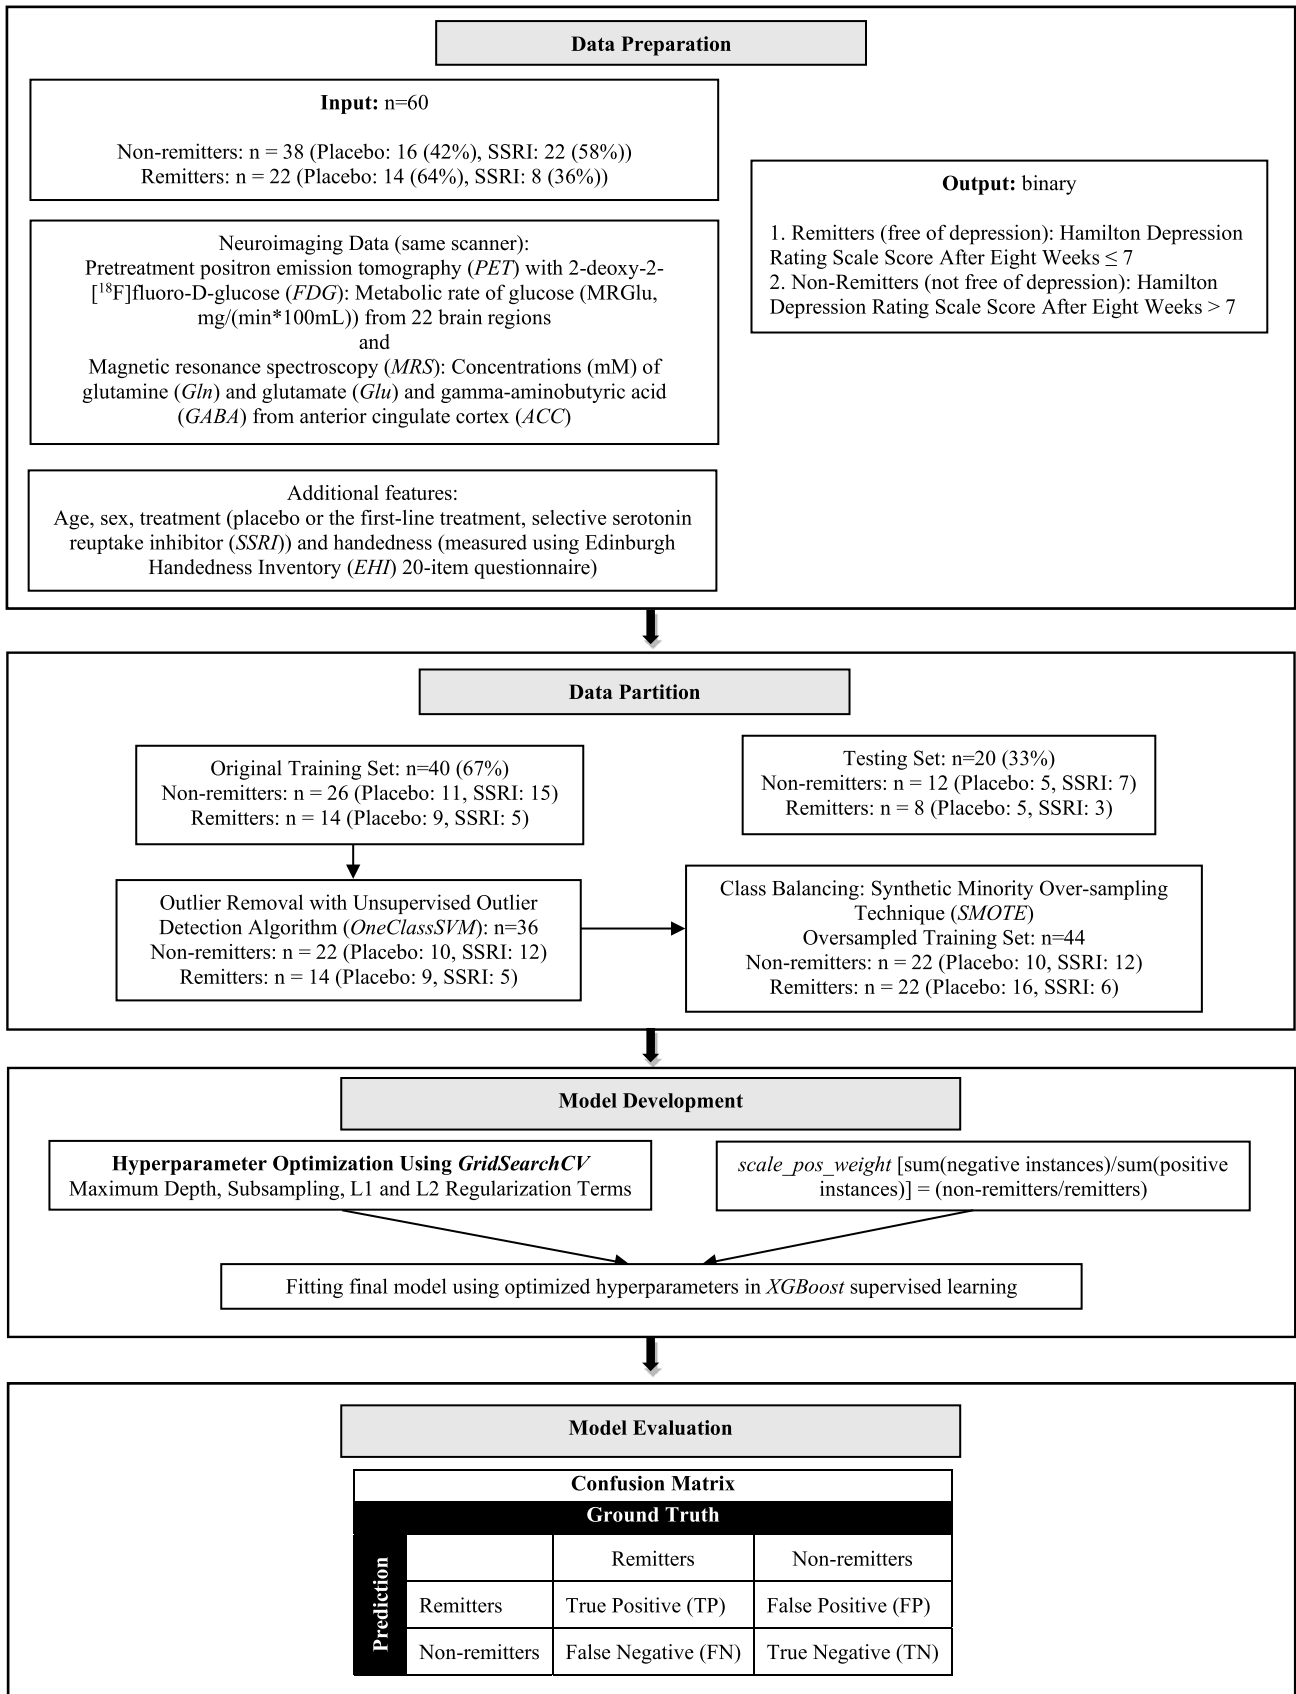 Data Preparation
Input: n=60
Non-remitters: n = 38 (Placebo: 16 (42%), SSRI: 22 (58%))
Remitters: n = 22 (Placebo: 14 (64%), SSRI: 8 (36%))
Neuroimaging Data (same scanner):
Pretreatment positron emission tomography (PET) with 2-deoxy-2-
[18F]fluoro-D-glucose (FDG): Metabolic rate of glucose (MRGlu,
mg/(min*100mL)) from 22 brain regions
and
Magnetic resonance spectroscopy (MRS): Concentrations (mM) of
glutamine (Gln) and glutamate (Glu) and gamma-aminobutyric acid
(GABA) from anterior cingulate cortex (ACC)
Additional features:
Age, sex, treatment (placebo or the first-line treatment, selective serotonin
reuptake inhibitor (SSRI)) and handedness (measured using Edinburgh
Handedness Inventory (EHI) 20-item questionnaire)
Output: binary
1. Remitters (free of depression): Hamilton Depression
Rating Scale Score After Eight Weeks ≤ 7
2. Non-Remitters (not free of depression): Hamilton
Depression Rating Scale Score After Eight Weeks > 7
Data Partition
Original Training Set: n=40 (67%)
Non-remitters: n = 26 (Placebo: 11, SSRI: 15)
Remitters: n = 14 (Placebo: 9, SSRI: 5)
Testing Set: n=20 (33%)
Non-remitters: n = 12 (Placebo: 5, SSRI: 7)
Remitters: n = 8 (Placebo: 5, SSRI: 3)
Outlier Removal with Unsupervised Outlier
Detection Algorithm (OneClassSVM): n=36
Non-remitters: n = 22 (Placebo: 10, SSRI: 12)
Remitters: n = 14 (Placebo: 9, SSRI: 5)
Class Balancing: Synthetic Minority Over-sampling
Technique (SMOTE)
Oversampled Training Set: n=44
Non-remitters: n = 22 (Placebo: 10, SSRI: 12)
Remitters: n = 22 (Placebo: 16, SSRI: 6)
Model Development
Hyperparameter Optimization Using GridSearchCV
Maximum Depth, Subsampling, L1 and L2 Regularization Terms
scale_pos_weight [sum(negative instances)/sum(positive
instances)] = (non-remitters/remitters)
Fitting final model using optimized hyperparameters in XGBoost supervised learning
Model Evaluation
Confusion Matrix
Ground Truth
Prediction
Remitters
Non-remitters
Remitters
True Positive (TP)
False Positive (FP)
Non-remitters
False Negative (FN)
True Negative (TN)